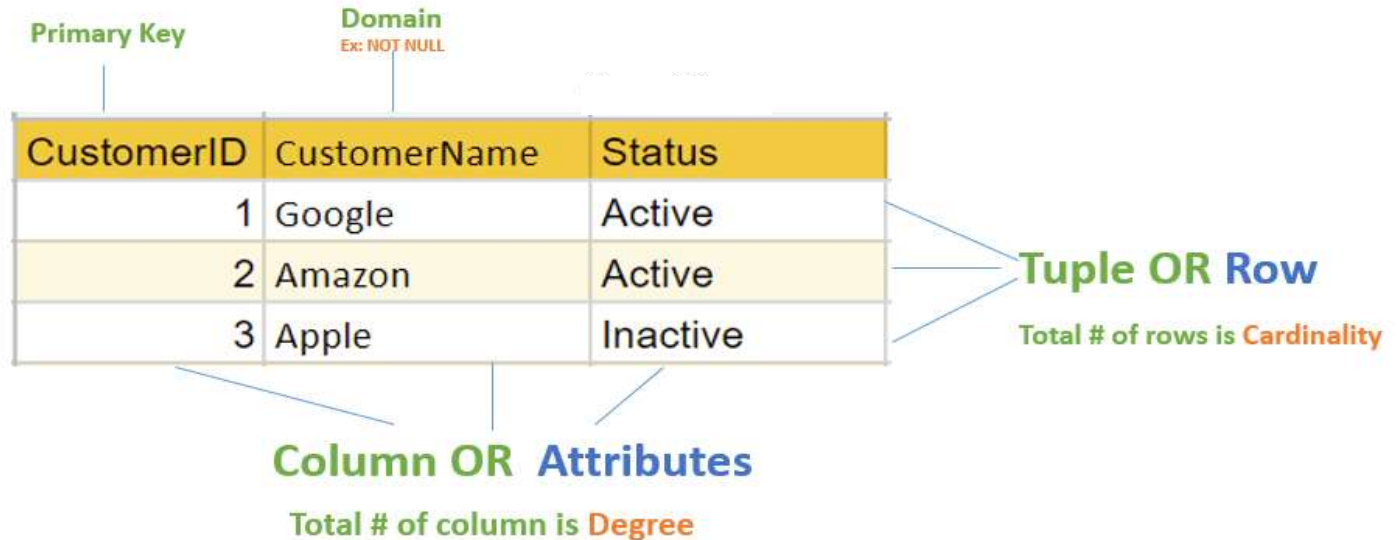 Primary Key
Domain
Ex: NOT NULL
CustomerID CustomerName Status
1 Google Active
2 Amazon Active
3 Apple Inactive
Tuple OR Row
Total # of rows is Cardinality
Column OR Attributes
Total # of column is Degree